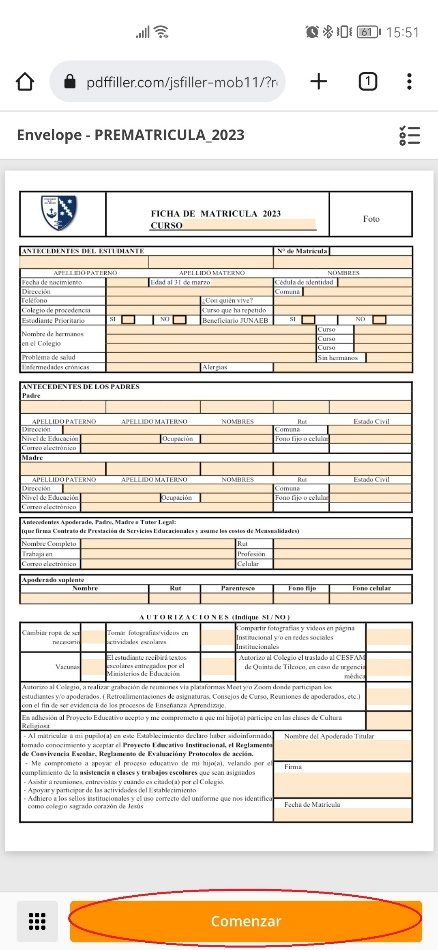 61 15:51
pdffiller.com/jsfiller-mob11/?r
1
Envelope - PREMATRICULA_2023
FICHA DE MATRICULA 2023
CURSO
Foto
ANTECEDENTES DEL ESTUDIANTE N° de Matrícula
APELLIDO PATERNO APELLIDO MATERNO NOMBRES
Fecha de nacimiento Edad al 31 de marzo Cédula de identidad
Dirección Comuna
Teléfono ¿Con quién vive?
Colegio de procedencia Curso que ha repetido
Estudiante Prioritario SI NO Beneficiario JUNAEB SI NO
Nombre de hermanos en el Colegio
Curso
Curso
Curso
Problema de salud Sin hermanos
Enfermedades crónicas Alergias
ANTECEDENTES DE LOS PADRES
Padre
APELLIDO PATERNO APELLIDO MATERNO NOMBRES Rut Estado Civil
Dirección Comuna
Nivel de Educación Ocupación Fono fijo o celular
Correo electrónico
Madre
APELLIDO PATERNO APELLIDO MATERNO NOMBRES Rut Estado Civil
Dirección Comuna
Nivel de Educación Ocupación Fono fijo o celular
Correo electrónico
Antecedentes Apoderado, Padre, Madre o Tutor Legal:
(que firma Contrato de Prestación de Servicios Educacionales y asume los costos de Mensualidades)
Nombre Completo Rut
Trabaja en Profesión
Correo electrónico Celular
Apoderado suplente
Nombre Rut Parentesco Fono fijo Fono celular
AUTORIZACIONES (Indique SI / NO)
Cambiar ropa de ser necesario
Tomar fotografías/videos en actividades escolares
Compartir fotografías y videos en página Institucional y/o en redes sociales Institucionales
Vacunas
El estudiante recibirá textos escolares entregados por el Ministerios de Educación
Autorizo al Colegio el traslado al CESFAM de Quinta de Tilcoco, en caso de urgencia médica
Autorizo al Colegio, a realizar grabación de reuniones vía plataformas Meet y/o Zoom donde participan los
estudiantes y/o apoderados. ( Retroalimentaciones de asignaturas, Consejos de Curso, Reuniones de apoderados, etc.)
con el fin de ser evidencia de los procesos de Enseñanza Aprendizaje.
En adhesión al Proyecto Educativo acepto y me comprometo a que mi hijo(a) participe en las clases de Cultura
Religiosa
- Al matricular a mi pupilo(a) en este Establecimiento declaro haber sido informado,
tomado conocimiento y aceptar el Proyecto Educativo Institucional, el Reglamento
de Convivencia Escolar, Reglamento de Evaluación y Protocolos de acción.
- Me comprometo a apoyar el proceso educativo de mi hijo(a), velando por el
cumplimiento de la asistencia a clases y trabajos escolares que sean asignados
- Asistir a reuniones, entrevistas y cuando es citado(a) por el Colegio.
- Apoyar y participar de las actividades del Establecimiento
- Adhiero a los sellos institucionales y el uso correcto del uniforme que nos identifica
como colegio sagrado corazón de Jesús
Nombre del Apoderado Titular
Firma
Fecha de Matrícula
Comenzar